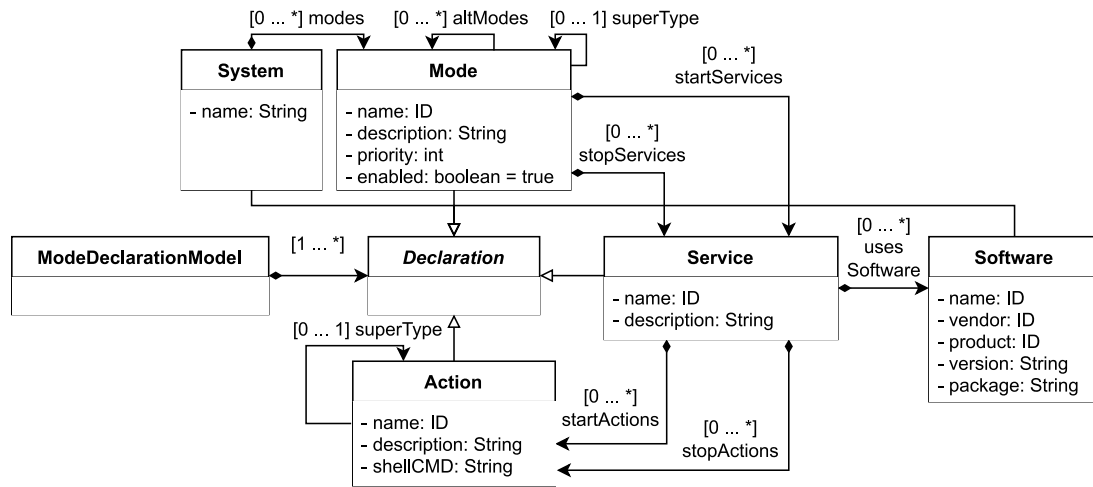 [0 ... *] modes
[0 ... *] altModes
[0 ... 1] superType
System
- name: String
Mode
- name: ID
- description: String
- priority: int
- enabled: boolean = true
[0 ... *]
startServices
[0 ... *]
stopServices
ModeDeclarationModel
[1 ... *]
Declaration
Service
- name: ID
- description: String
[0 ... *]
uses
Software
Software
- name: ID
- vendor: ID
- product: ID
- version: String
- package: String
[0 ... 1] superType
Action
- name: ID
- description: String
- shellCMD: String
[0 ... *]
startActions
[0 ... *]
stopActions